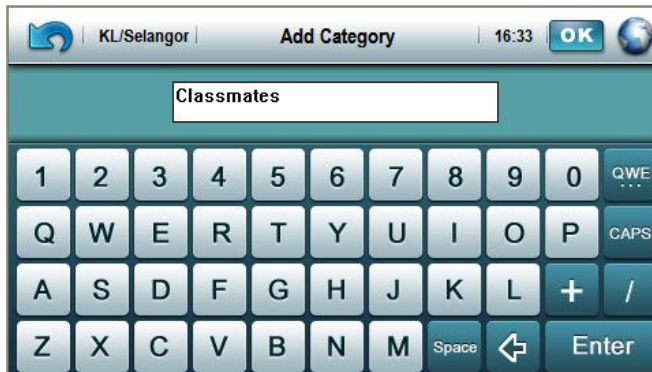 KL/Selangor Add Category 16:33 OK
Classmates
1 2 3 4 5 6 7 8 9 0 QWE...
Q W E R T Y U I O P CAPS
A S D F G H J K L + /
Z X C V B N M Space Enter